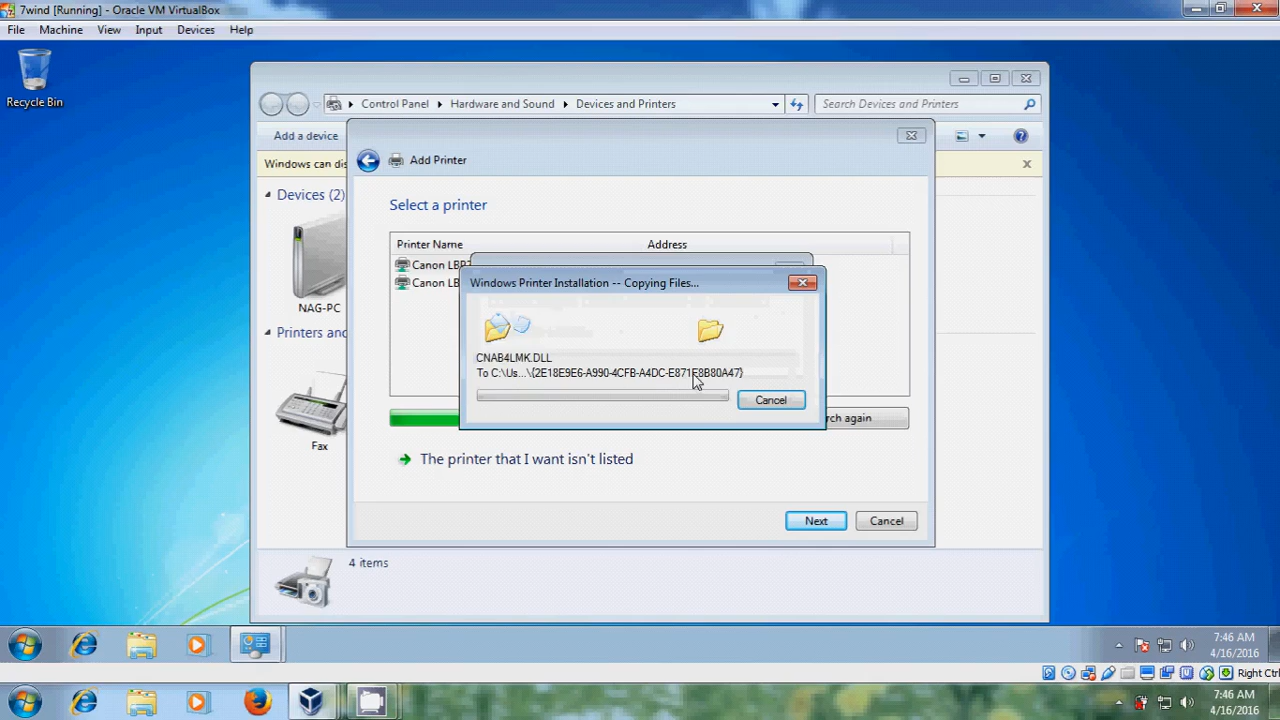 7wind [Running] - Oracle VM VirtualBox
File Machine View Input Devices Help
Recycle Bin
Control Panel Hardware and Sound Devices and Printers
Search Devices and Printers
Add a device
Windows can
Add Printer
Devices (2)
Select a printer
Printer Name Address
Canon
Canon
NAG-PC
Windows Printer Installation -- Copying Files...
CNAB4LMK.DLL
To C:\Us...\{2E18E9E6-A990-4CFB-A4DC-E871F8B80A47}
Cancel
Printers and
again
Fax
The printer that I want isn't listed
Next Cancel
4 items
7:46 AM
4/16/2016
Right Ctrl
7:46 AM
4/16/2016